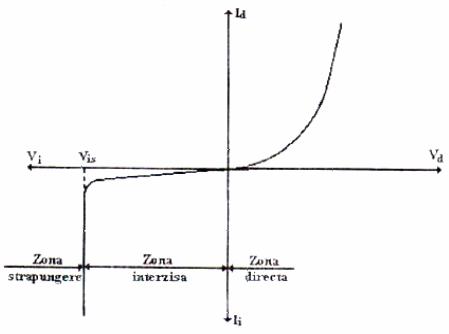 Id
Vi
Vis
Vd
Zona
strapungere
Zona
interzisa
Zona
directa
Ii